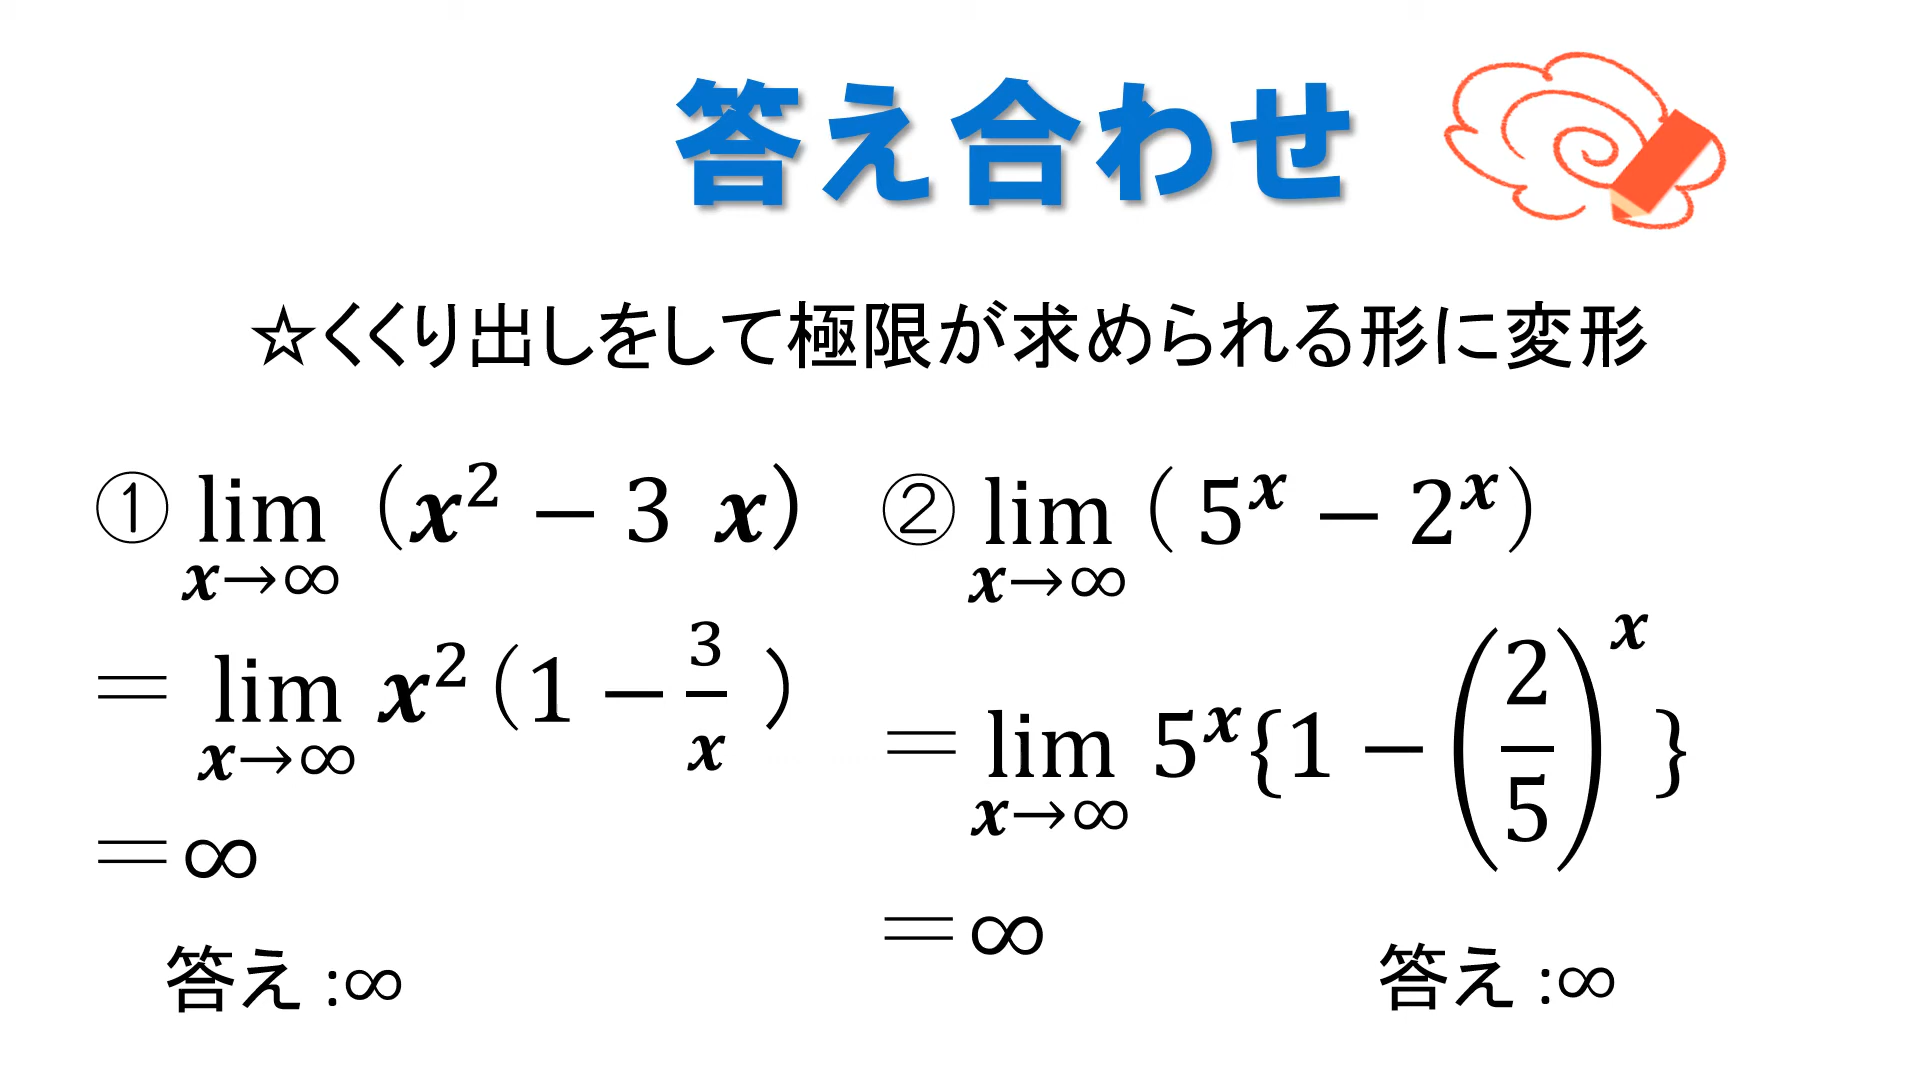 答え合わせ
☆くくり出しをして極限が求められる形に変形
① lim x→∞ (x² − 3 x)
＝ lim x→∞ x² (1 − 3/x )
＝∞
答え :∞
② lim x→∞ ( 5ˣ − 2ˣ)
＝ lim x→∞ 5ˣ{1 − (2/5)ˣ }
＝∞
答え :∞